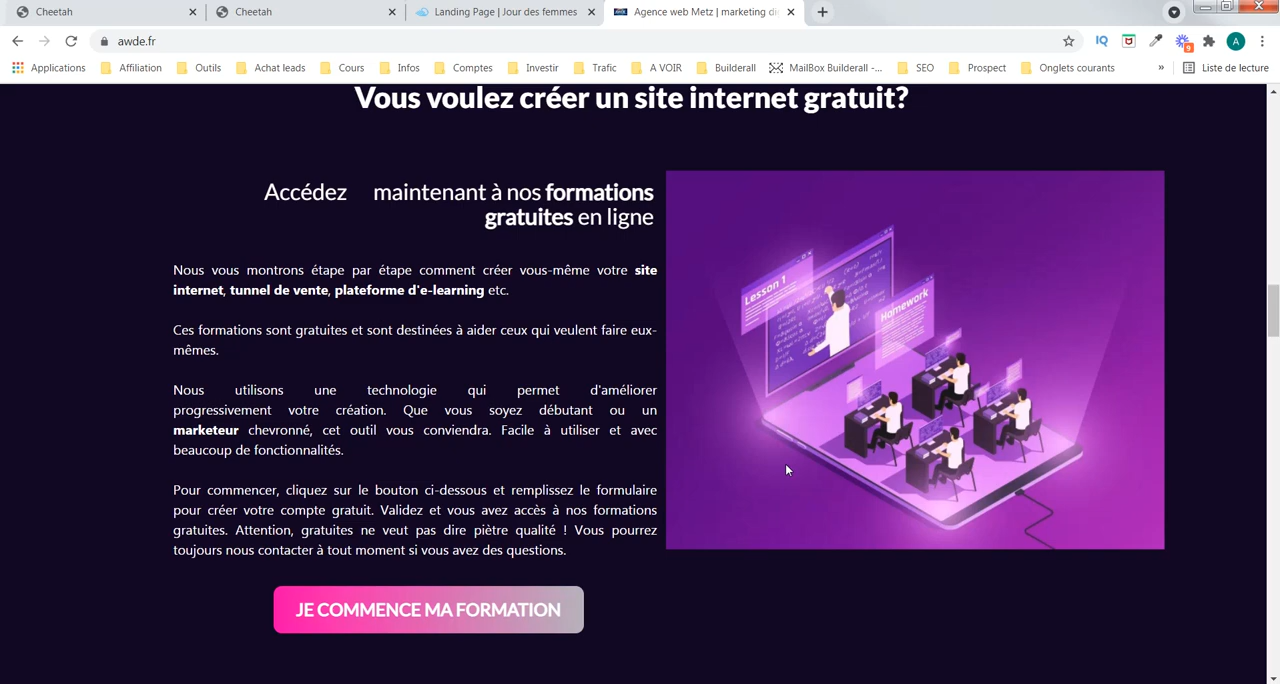 Cheetah
Cheetah
Landing Page | Jour des femmes
Agence web Metz | marketing di
awde.fr
IQ
9
A
Applications
Affiliation
Outils
Achat leads
Cours
Infos
Comptes
Investir
Trafic
A VOIR
Builderall
MailBox Builderall -...
SEO
Prospect
Onglets courants
»
Liste de lecture
Vous voulez créer un site internet gratuit?
Accédez maintenant à nos formations
gratuites en ligne
Nous vous montrons étape par étape comment créer vous-même votre site
internet, tunnel de vente, plateforme d'e-learning etc.
Ces formations sont gratuites et sont destinées à aider ceux qui veulent faire eux-
mêmes.
Nous utilisons une technologie qui permet d'améliorer
progressivement votre création. Que vous soyez débutant ou un
marketeur chevronné, cet outil vous conviendra. Facile à utiliser et avec
beaucoup de fonctionnalités.
Pour commencer, cliquez sur le bouton ci-dessous et remplissez le formulaire
pour créer votre compte gratuit. Validez et vous avez accès à nos formations
gratuites. Attention, gratuites ne veut pas dire piètre qualité ! Vous pourrez
toujours nous contacter à tout moment si vous avez des questions.
JE COMMENCE MA FORMATION
Lesson 1
Homework